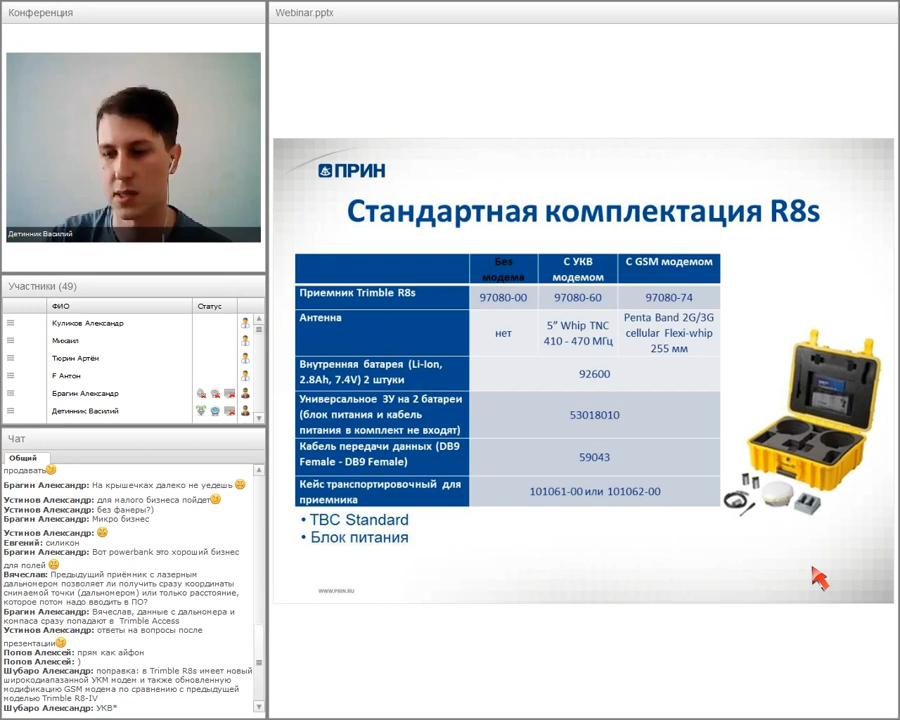 Конференция
Детинник Василий
Участники (49)
ФИО
Статус
Куликов Александр
Михаил
Тюрин Артём
F Антон
Брагин Александр
Детинник Василий
Чат
Общий
продавать
Брагин Александр: На крышечках далеко не уедешь
Устинов Александр: для малого бизнеса пойдет
Устинов Александр: без фанеры?)
Брагин Александр: Микро бизнес
Устинов Александр:
Евгений: силикон
Брагин Александр: Вот powerbank это хороший бизнес
для полей
Вячеслав: Предыдущий приёмник с лазерным
дальномером позволяет ли получить сразу координаты
снимаемой точки (дальномером) или только расстояние,
которое потом надо вводить в ПО?
Брагин Александр: Вячеслав, данные с дальномера и
компаса сразу попадают в Trimble Access
Устинов Александр: ответы на вопросы после
презентации
Попов Алексей: прям как айфон
Попов Алексей: )
Шубаро Александр: поправка: в Trimble R8s имеет новый
широкодиапазонный УКМ модем и также обновленную
модификацию GSM модема по сравнению с предыдущей
моделью Trimble R8-IV
Шубаро Александр: УКВ*
Webinar.pptx
ПРИН
Стандартная комплектация R8s
Без модема
С УКВ модемом
С GSM модемом
Приемник Trimble R8s
97080-00
97080-60
97080-74
Антенна
нет
5” Whip TNC
410 - 470 МГц
Penta Band 2G/3G
cellular Flexi-whip
255 мм
Внутренняя батарея (Li-Ion,
2.8Ah, 7.4V) 2 штуки
92600
Универсальное ЗУ на 2 батареи
(блок питания и кабель
питания в комплект не входят)
53018010
Кабель передачи данных (DB9
Female - DB9 Female)
59043
Кейс транспортировочный для
приемника
101061-00 или 101062-00
• TBC Standard
• Блок питания
WWW.PRIN.RU